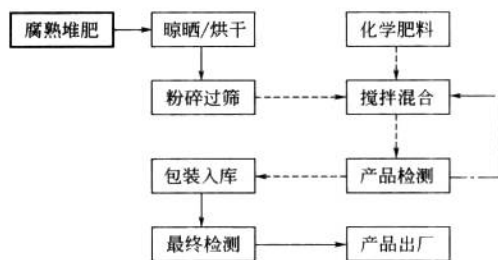 腐熟堆肥
晾晒/烘干
化学肥料
粉碎过筛
搅拌混合
包装入库
产品检测
最终检测
产品出厂